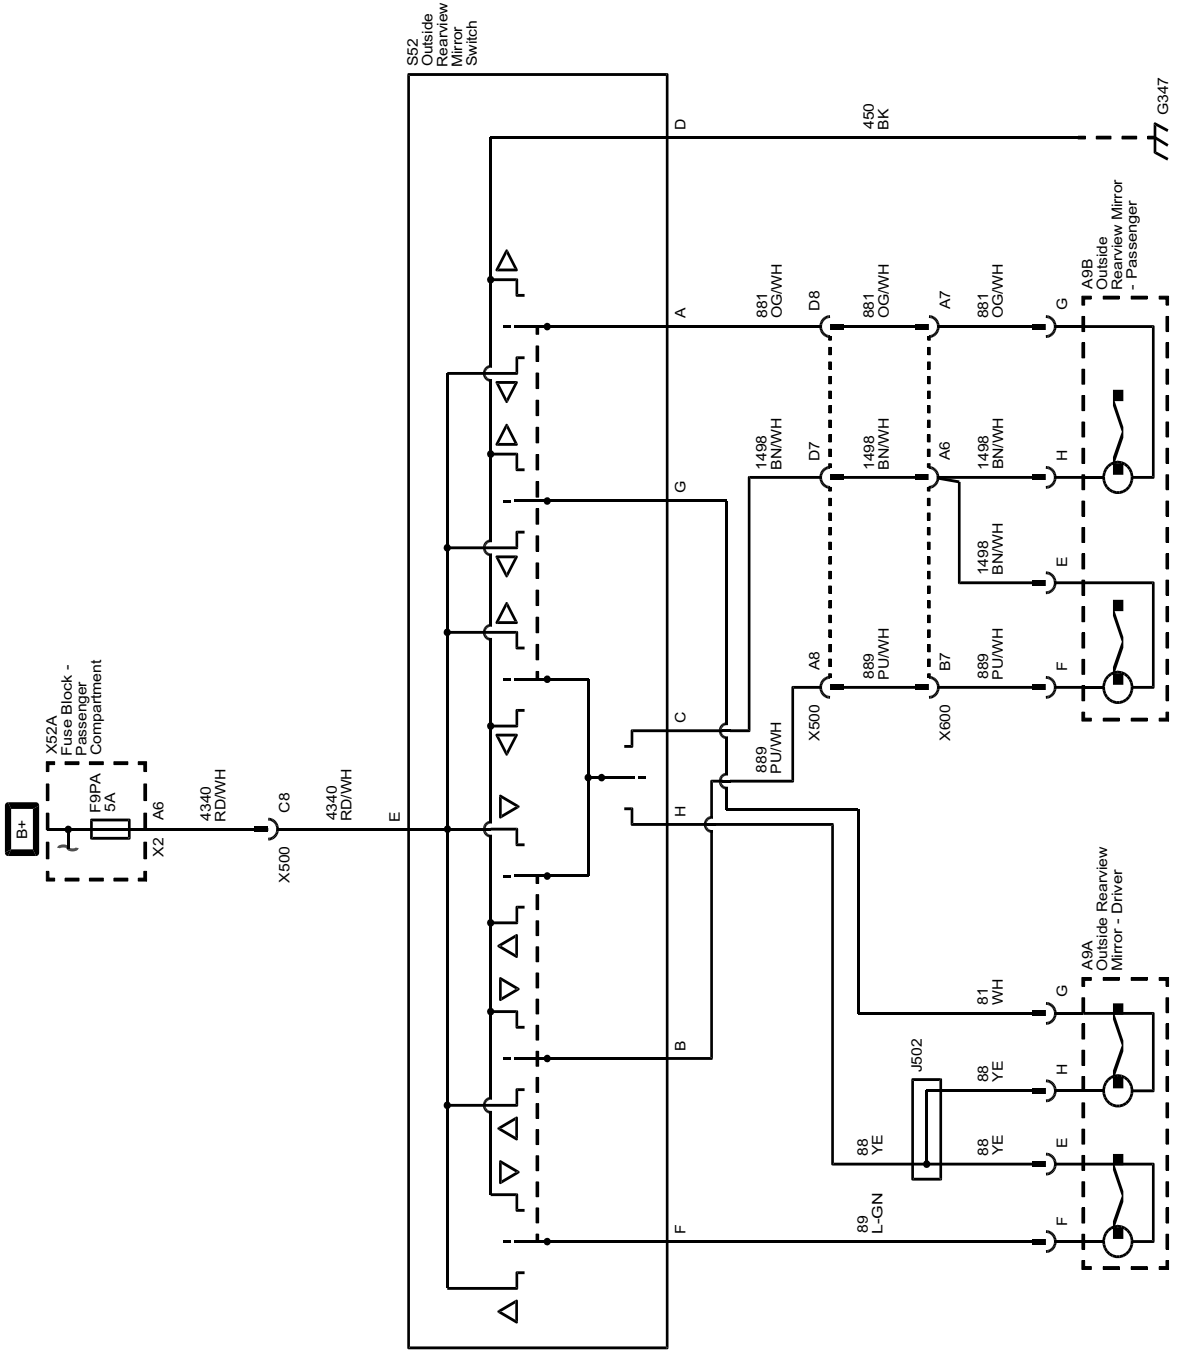 B+
X52A
Fuse Block -
Passenger
Compartment
F9PA
5A
X2
A6
4340
RD/WH
X500
C8
4340
RD/WH
E
S52
Outside
Rearview
Mirror
Switch
F
B
H
C
G
A
D
89
L-GN
88
YE
889
PU/WH
1498
BN/WH
881
OG/WH
450
BK
X500
A8
D7
D8
889
PU/WH
1498
BN/WH
881
OG/WH
J502
X600
B7
A6
A7
88
YE
88
YE
81
WH
889
PU/WH
1498
BN/WH
1498
BN/WH
881
OG/WH
F
E
H
G
F
E
H
G
A9A
Outside Rearview
Mirror - Driver
A9B
Outside
Rearview Mirror
- Passenger
G347